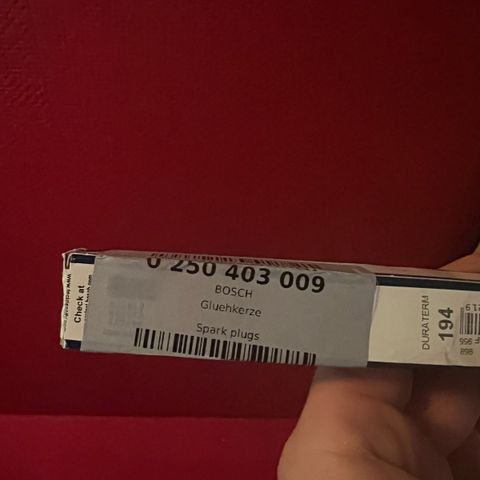 0 250 403 009
BOSCH
Gluehkerze
Spark plugs
Check at
DURATERM
194